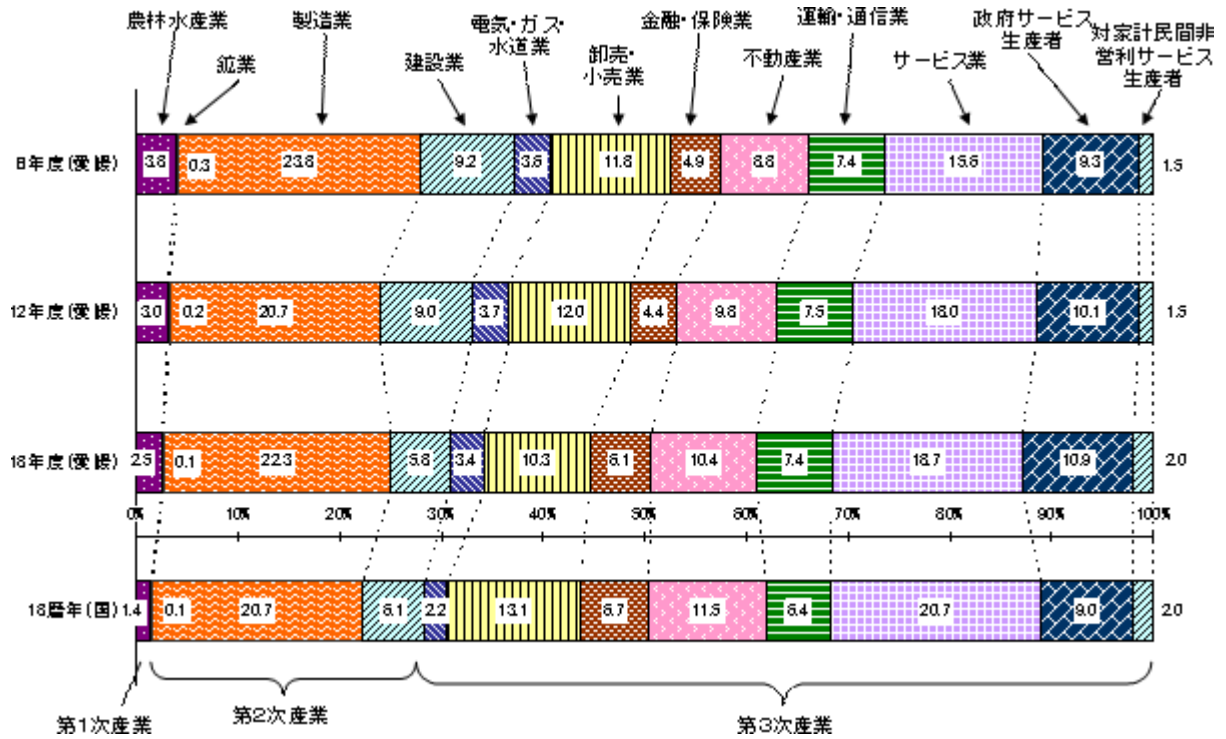 農林水産業
鉱業
製造業
建設業
電気・ガス・
水道業
卸売・
小売業
金融・保険業
不動産業
運輸・通信業
サービス業
政府サービス
生産者
対家計民間非
営利サービス
生産者
8年度(愛媛) 3.8 0.3 23.8 9.2 3.6 11.8 4.9 8.8 7.4 15.6 9.3 1.5
12年度(愛媛) 3.0 0.2 20.7 9.0 3.7 12.0 4.4 9.8 7.5 18.0 10.1 1.5
18年度(愛媛) 2.5 0.1 22.3 5.8 3.4 10.3 6.1 10.4 7.4 18.7 10.9 2.0
0% 10% 20% 30% 40% 50% 60% 70% 80% 90% 100%
18暦年(国) 1.4 0.1 20.7 6.1 2.2 13.1 6.7 11.5 6.4 20.7 9.0 2.0
第1次産業
第2次産業
第3次産業